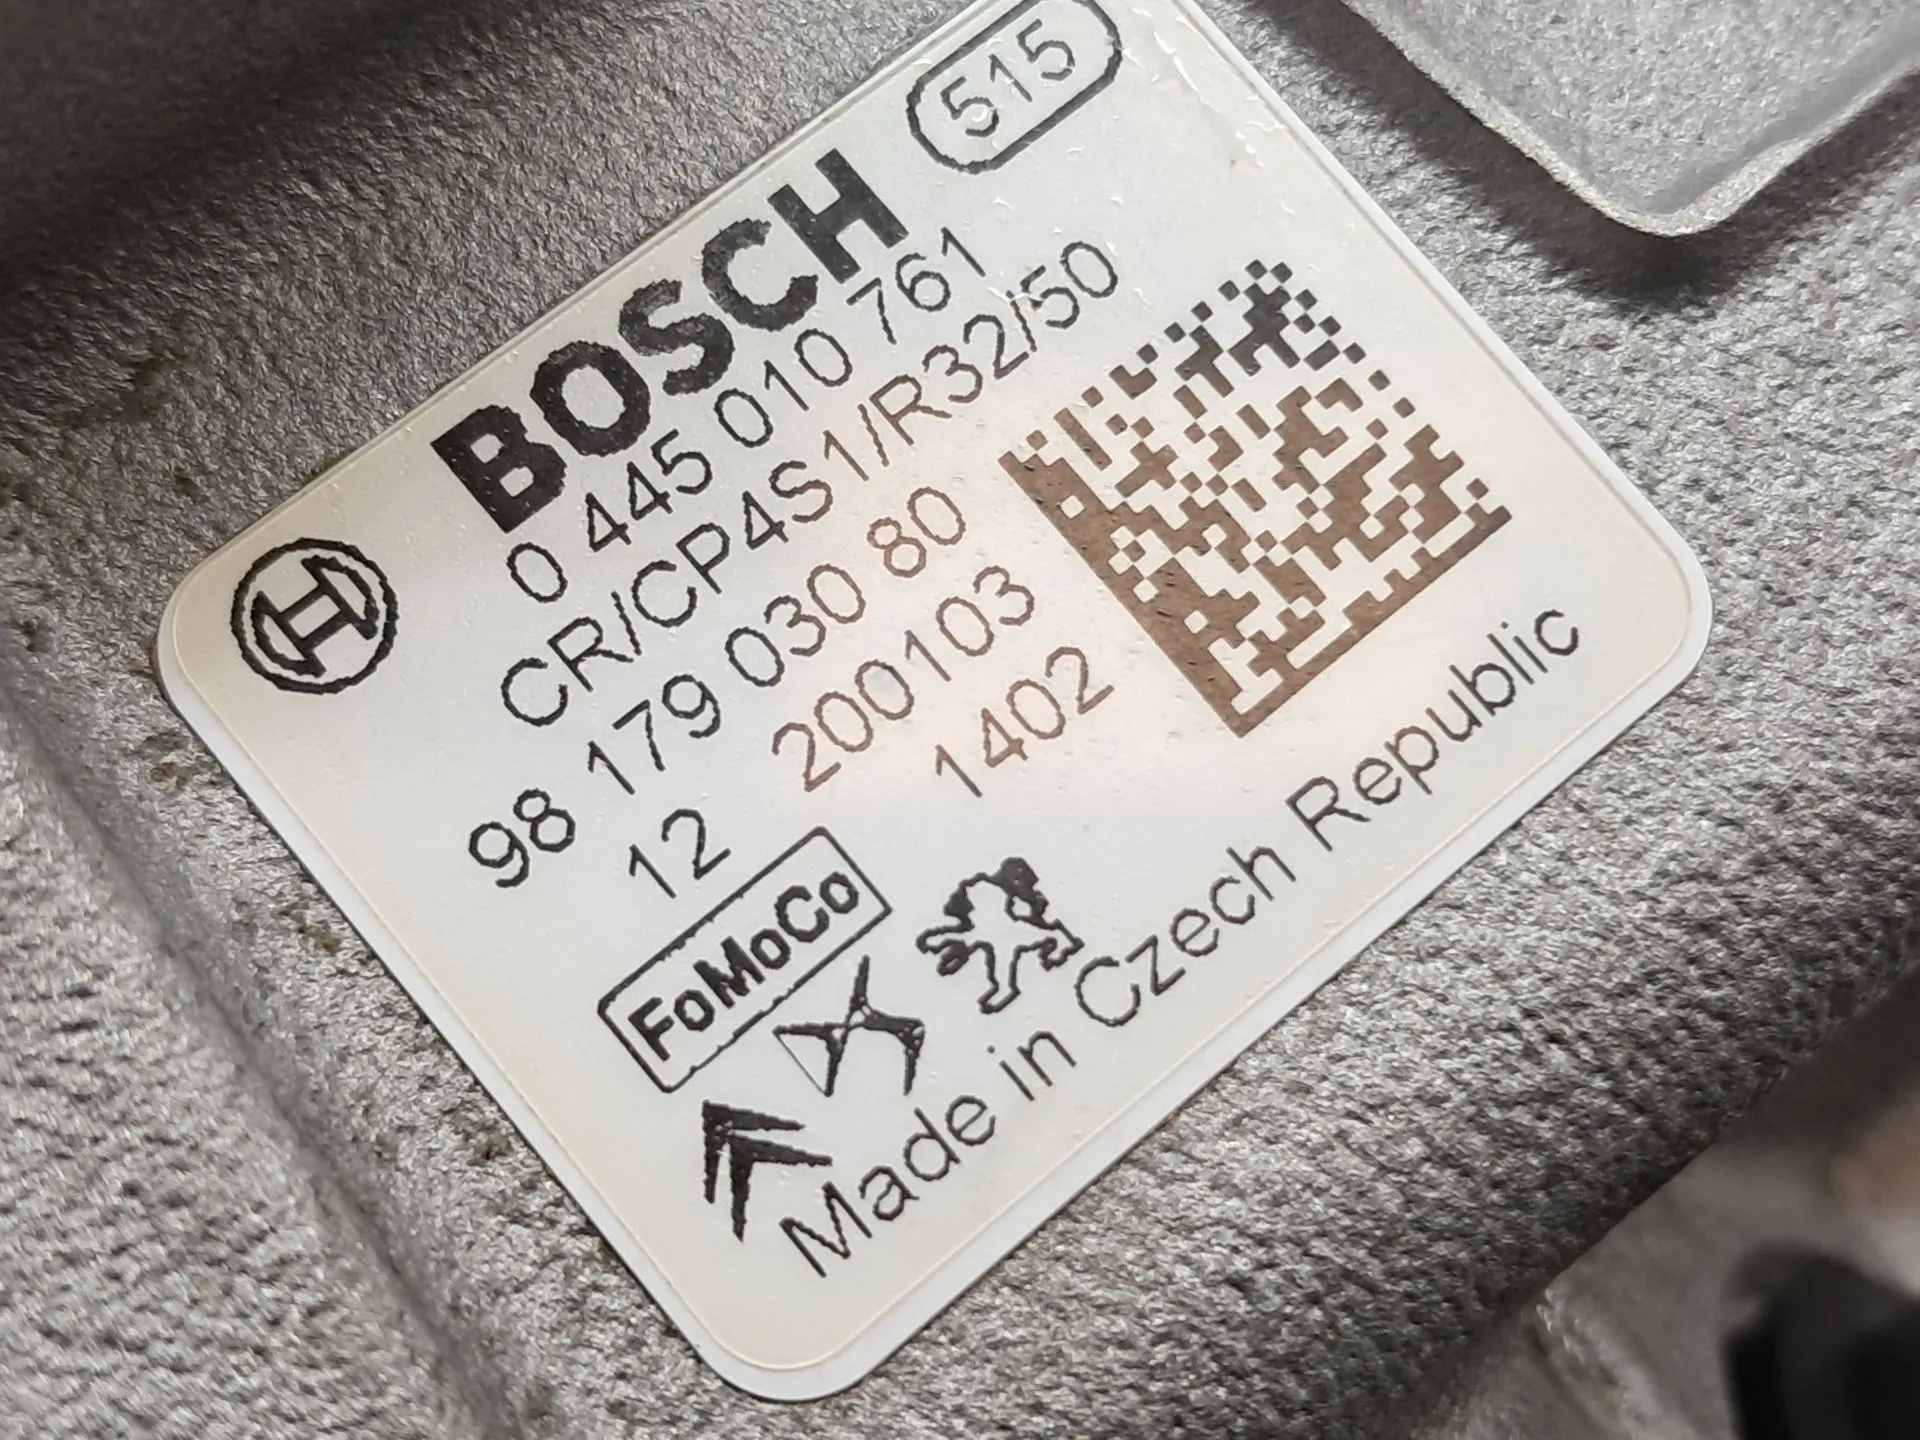 515
BOSCH
0 445 010 761
CR/CP4S1/R32/50
98 179 030 80
12 200103
1402
FoMoCo
Made in Czech Republic